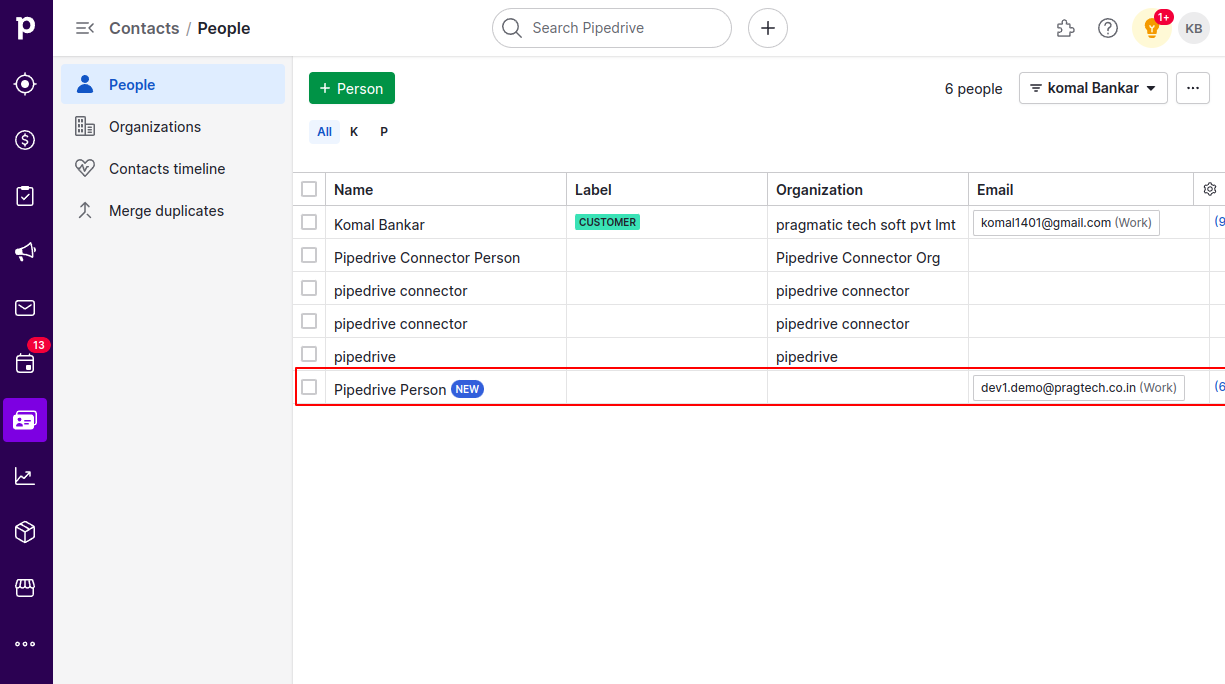 p
Contacts / People
Search Pipedrive
1+
KB
13
People
Organizations
Contacts timeline
Merge duplicates
+ Person
6 people
komal Bankar
All K P
Name Label Organization Email
Komal Bankar CUSTOMER pragmatic tech soft pvt lmt komal1401@gmail.com (Work) (9
Pipedrive Connector Person Pipedrive Connector Org
pipedrive connector pipedrive connector
pipedrive connector pipedrive connector
pipedrive pipedrive
Pipedrive Person NEW dev1.demo@pragtech.co.in (Work) (6